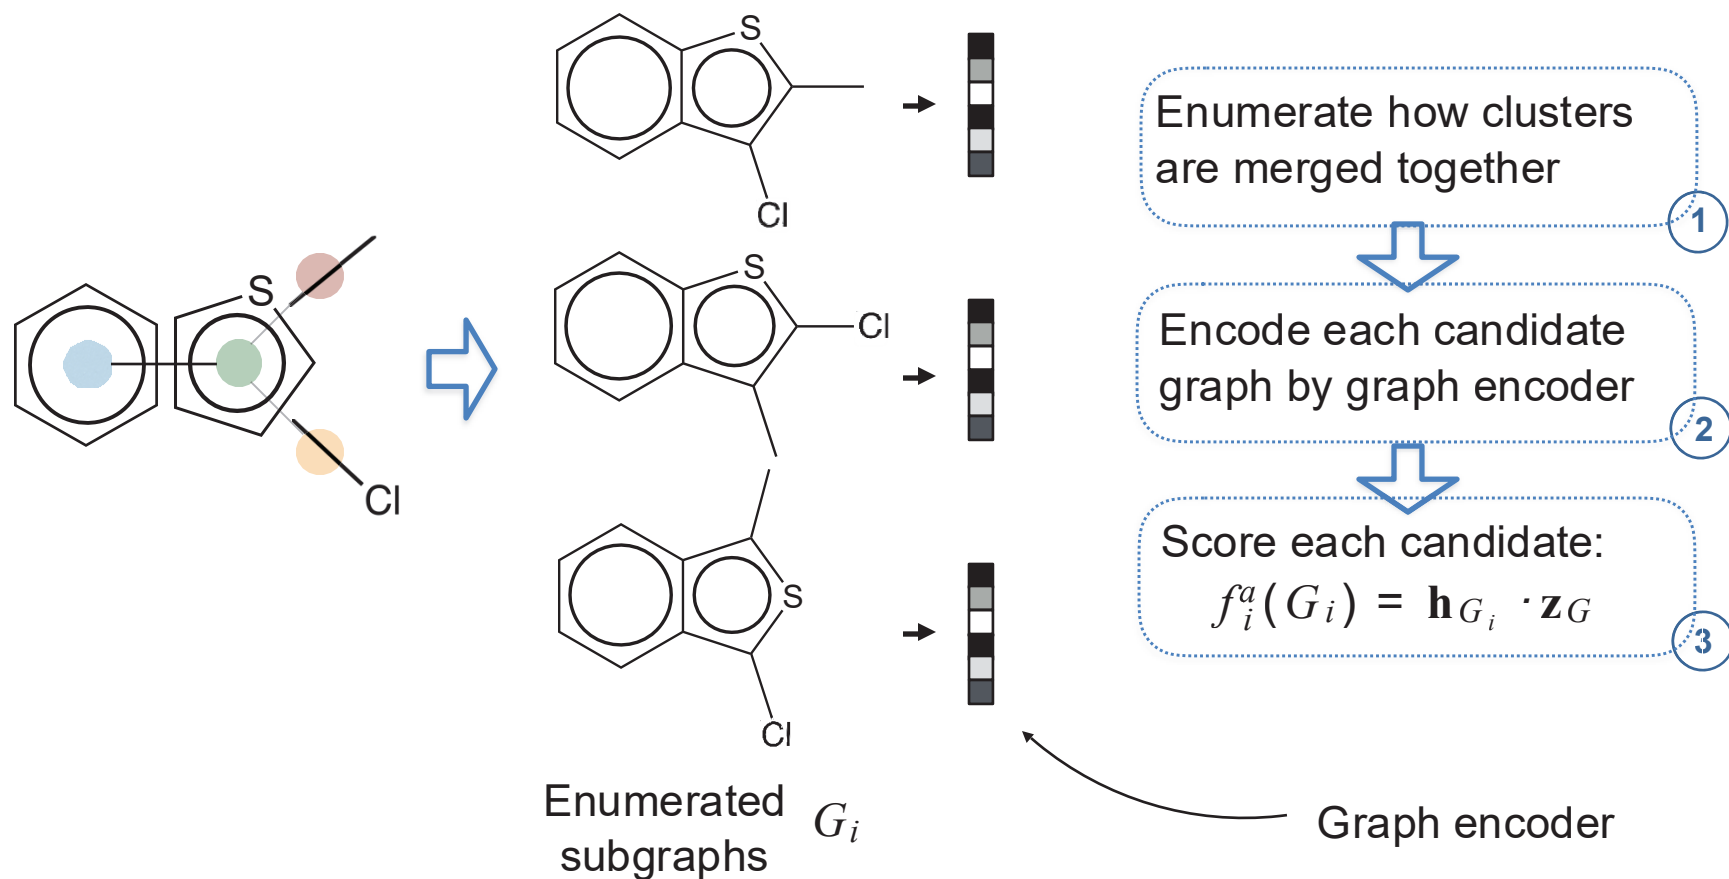 S
Cl
S
Cl
S
Cl
S
Cl
Enumerated
subgraphs
G_i
Enumerate how clusters
are merged together
1
Encode each candidate
graph by graph encoder
2
Score each candidate:
f_i^a(G_i) = h_{G_i} · z_G
3
Graph encoder